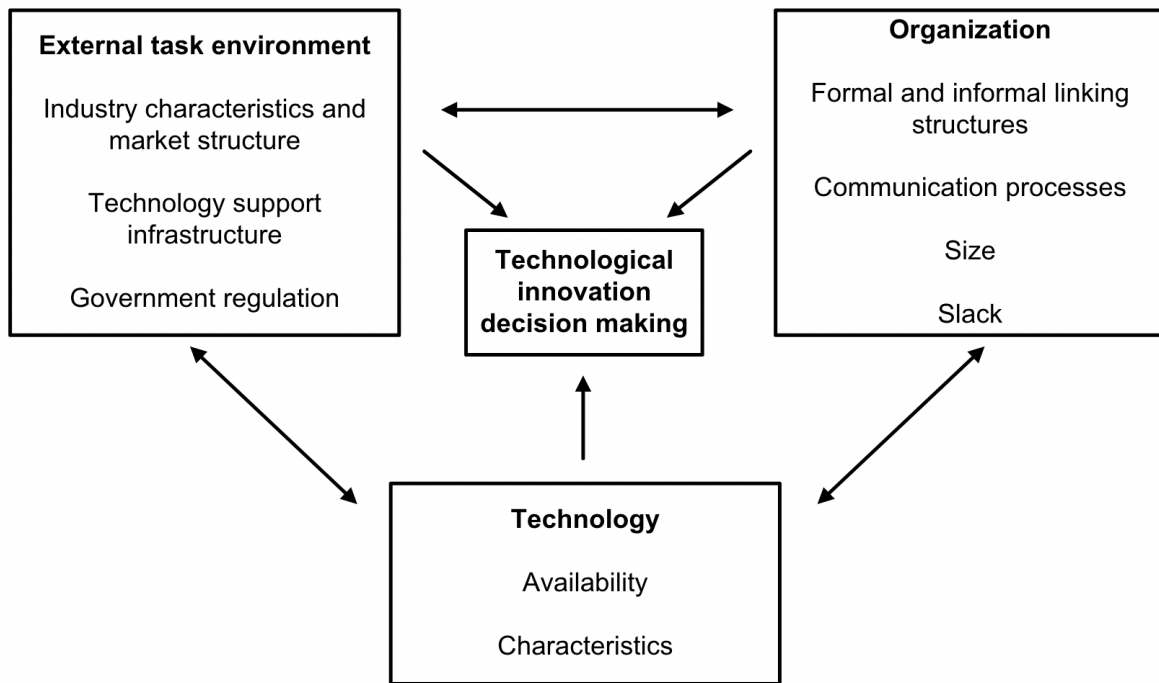 External task environment
Industry characteristics and
market structure
Technology support
infrastructure
Government regulation
Organization
Formal and informal linking
structures
Communication processes
Size
Slack
Technological
innovation
decision making
Technology
Availability
Characteristics